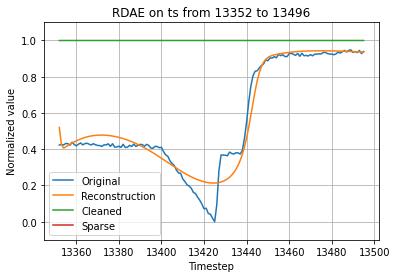 RDAE on ts from 13352 to 13496
Normalized value
1.0
0.8
0.6
0.4
0.2
0.0
Original
Reconstruction
Cleaned
Sparse
13360 13380 13400 13420 13440 13460 13480 13500
Timestep